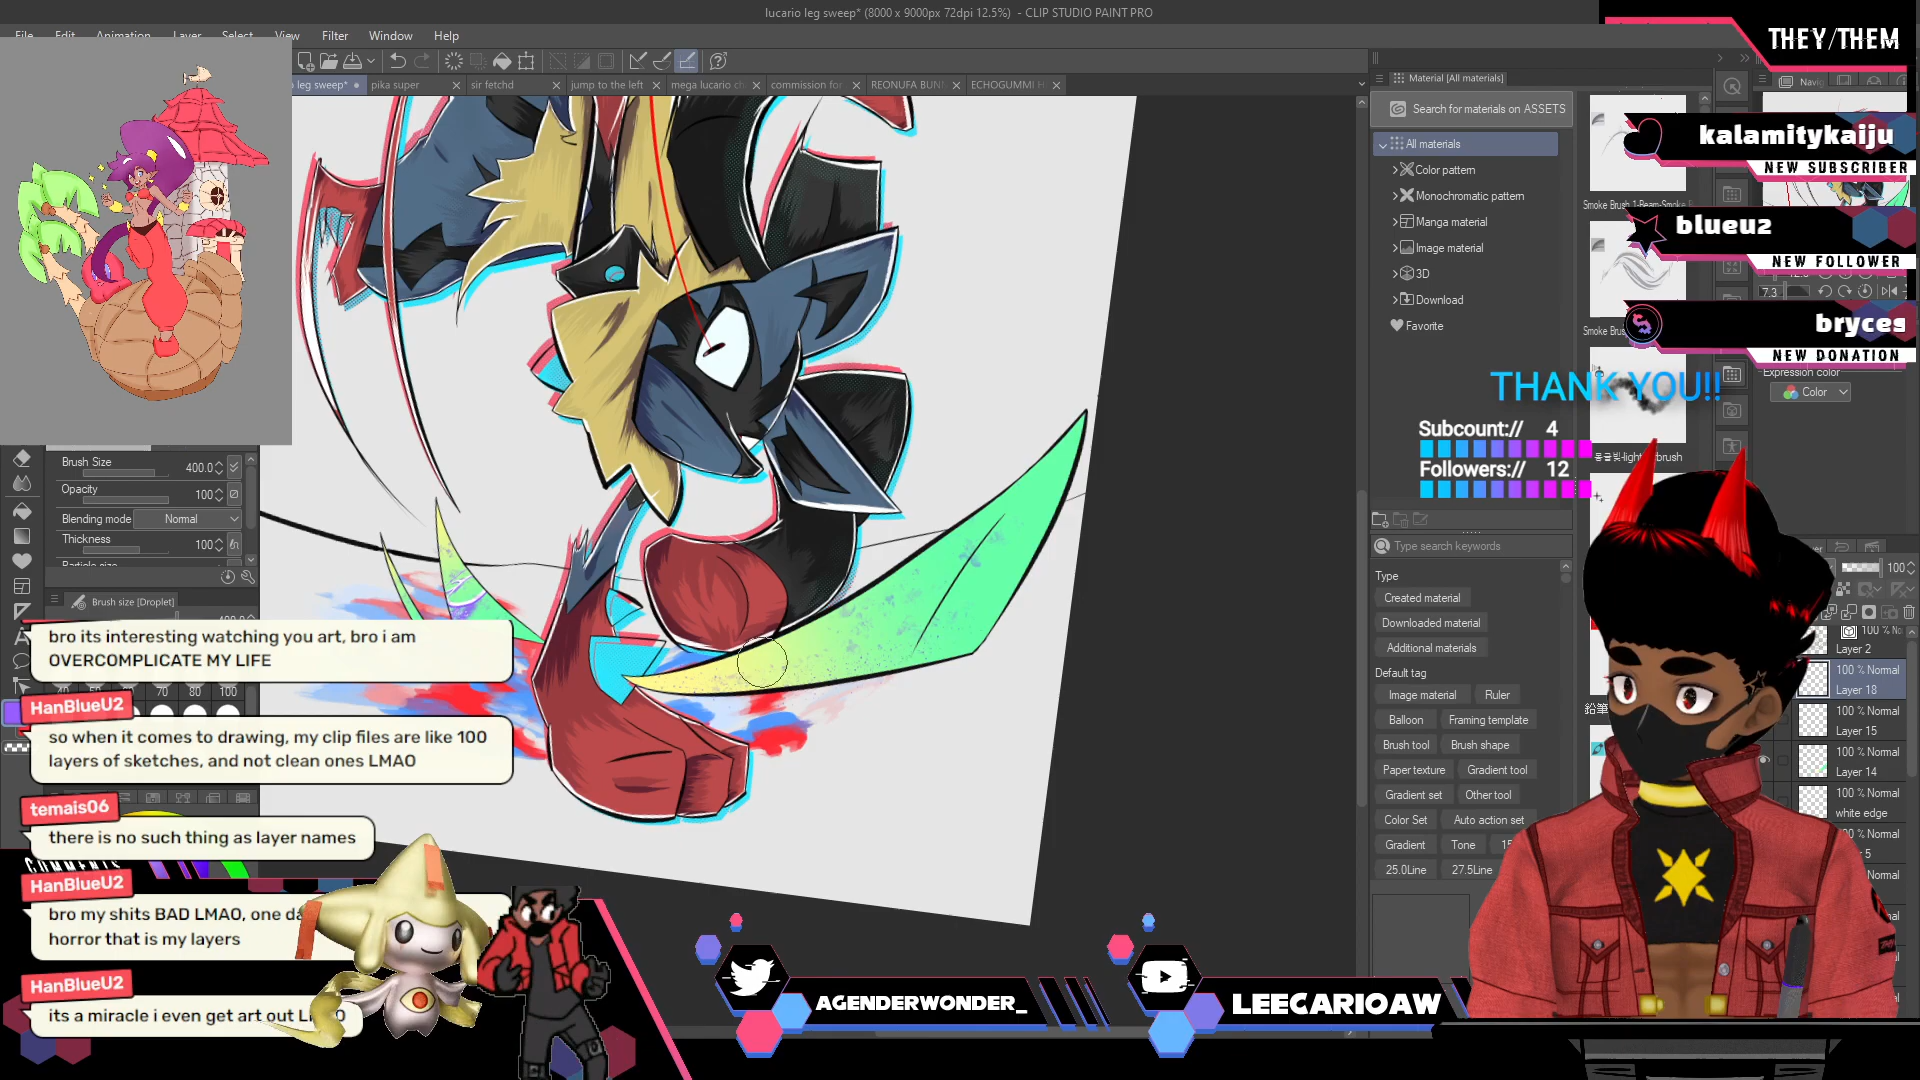 lucario leg sweep* (8000 x 9000px 72dpi 12.5%) - CLIP STUDIO PAINT PRO
File Edit Animation Layer Select View Filter Window Help
leg sweep*
pika super
sir fetchd
jump to the left
mega lucario ch
commission for
REONUFA BUNN
ECHOGUMMI H
Material [All materials]
Search for materials on ASSETS
All materials
Color pattern
Monochromatic pattern
Manga material
Image material
3D
Download
Favorite
Type search keywords
Type
Created material
Downloaded material
Additional materials
Default tag
Image material Ruler
Balloon Framing template
Brush tool Brush shape
Paper texture Gradient tool
Gradient set Other tool
Color Set Auto action set
Gradient Tone
25.0Line 27.5Line
Brush Size 400.0
Opacity 100
Blending mode Normal
Thickness 100
Brush size [Droplet]
70 80 100
THEY/THEM
kalamitykaiju
NEW SUBSCRIBER
blueu2
NEW FOLLOWER
bryces
NEW DONATION
7.3
Expression color
Color
THANK YOU!!
Subcount:// 4
Followers:// 12
100
Layer 2
100 % Normal
Layer 18
100 % Normal
Layer 15
100 % Normal
Layer 14
100 % Normal
white edge
bro its interesting watching you art, bro i am
OVERCOMPLICATE MY LIFE
HanBlueU2
so when it comes to drawing, my clip files are like 100
layers of sketches, and not clean ones LMAO
temais06
there is no such thing as layer names
HanBlueU2
bro my shits BAD LMAO, one
horror that is my layers
HanBlueU2
its a miracle i even get art out
AGENDERWONDER_
LEECARIOAW